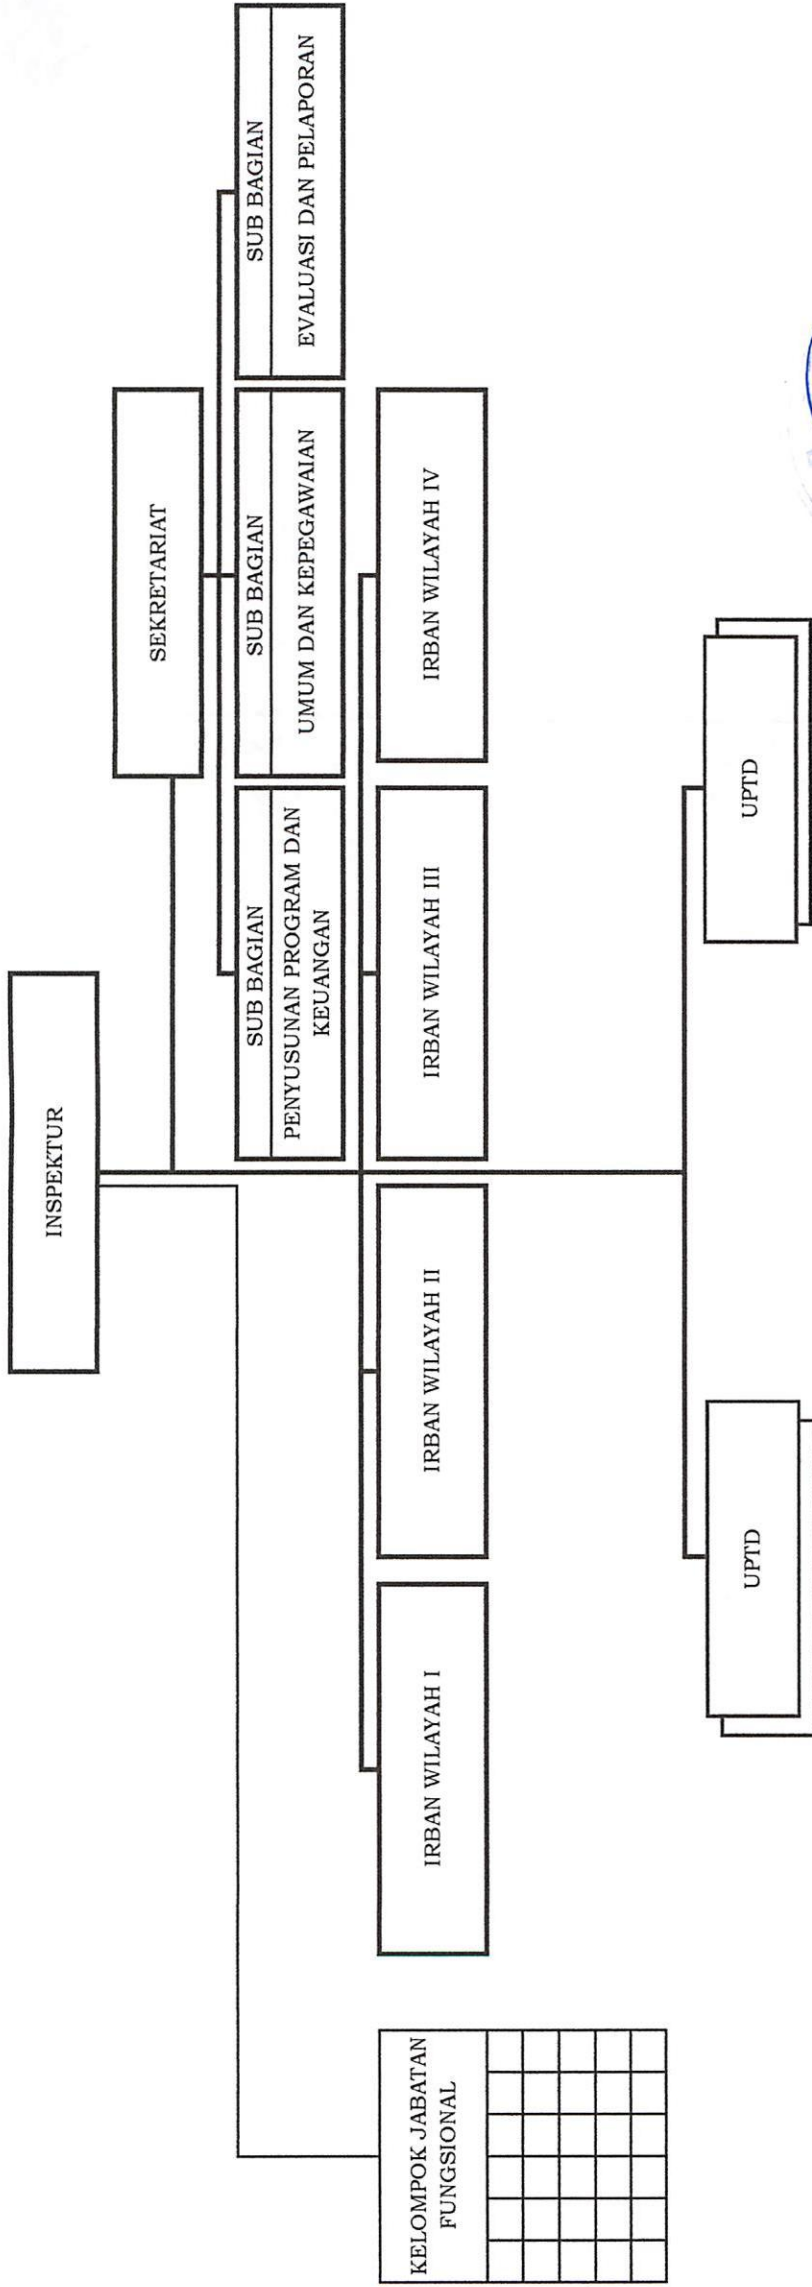 INSPEKTUR
SEKRETARIAT
SUB BAGIAN
PENYUSUNAN PROGRAM DAN
KEUANGAN
SUB BAGIAN
UMUM DAN KEPEGAWAIAN
SUB BAGIAN
EVALUASI DAN PELAPORAN
KELOMPOK JABATAN
FUNGSIONAL
IRBAN WILAYAH I
IRBAN WILAYAH II
IRBAN WILAYAH III
IRBAN WILAYAH IV
UPTD
UPTD